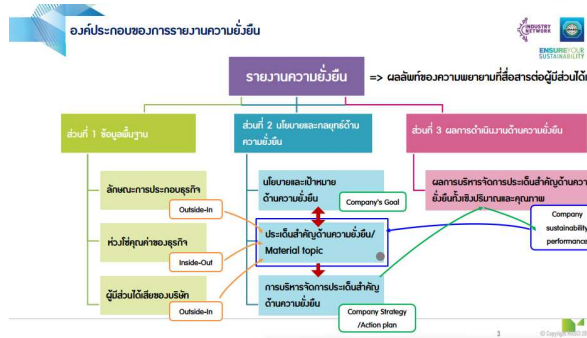 องค์ประกอบของการรายงานความยั่งยืน
INDUSTRY
NETWORK
ENSUREYOUR
SUSTAINABILITY
รายงานความยั่งยืน
=> ผลลัพท์ของความพยายามที่สื่อสารต่อผู้มีส่วนได้
ส่วนที่ 1 ข้อมูลพื้นฐาน
ส่วนที่ 2 นโยบายและกลยุทธ์ด้าน
ความยั่งยืน
ส่วนที่ 3 ผลการดำเนินงานด้านความยั่งยืน
ลักษณะการประกอบธุรกิจ
Outside-in
ห่วงโซ่คุณค่าของธุรกิจ
Inside-Out
ผู้มีส่วนได้เสียของบริษัท
Outside-In
นโยบายและเป้าหมาย
ด้านความยั่งยืน
Company's Goal
ประเด็นสำคัญด้านความยั่งยืน/
Material topic
การบริหารจัดการประเด็นสำคัญ
ด้านความยั่งยืน
Company Strategy
/Action plan
ผลการบริหารจัดการประเด็นสำคัญด้านความ
ยั่งยืนทั้งเชิงปริมาณและคุณภาพ
Company
sustainability
performance
3
© Copyright